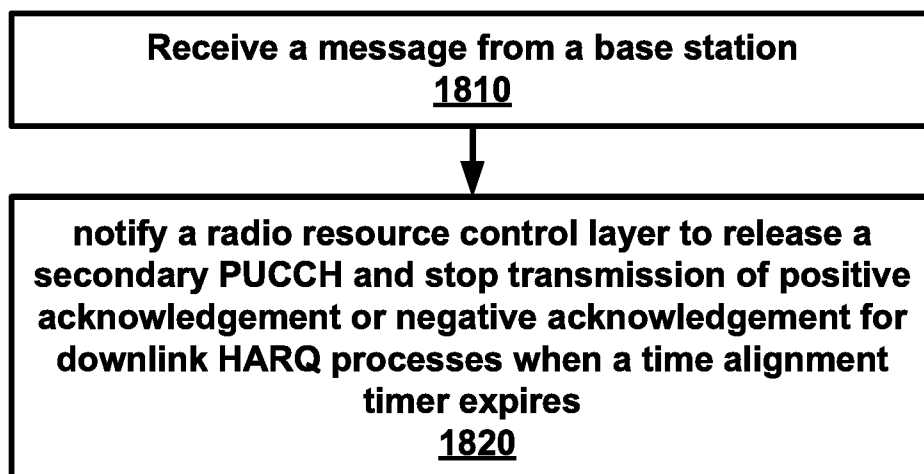 Receive a message from a base station
1810
notify a radio resource control layer to release a
secondary PUCCH and stop transmission of positive
acknowledgement or negative acknowledgement for
downlink HARQ processes when a time alignment
timer expires
1820